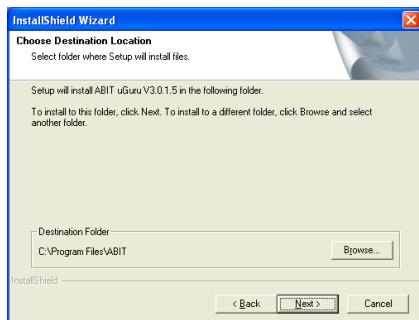 InstallShield Wizard
Choose Destination Location
Select folder where Setup will install files.
Setup will install ABIT uGuru V3.0.1.5 in the following folder.
To install to this folder, click Next. To install to a different folder, click Browse and select
another folder.
Destination Folder
C:\Program Files\ABIT
Browse...
InstallShield
< Back
Next >
Cancel